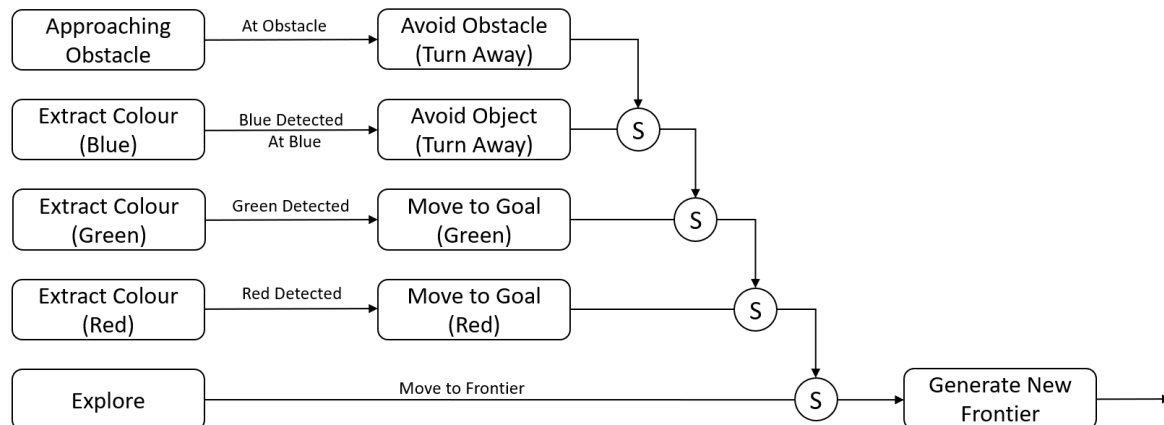 Approaching
Obstacle
At Obstacle
Avoid Obstacle
(Turn Away)
Extract Colour
(Blue)
Blue Detected
At Blue
Avoid Object
(Turn Away)
S
Extract Colour
(Green)
Green Detected
Move to Goal
(Green)
S
Extract Colour
(Red)
Red Detected
Move to Goal
(Red)
S
Explore
Move to Frontier
S
Generate New
Frontier